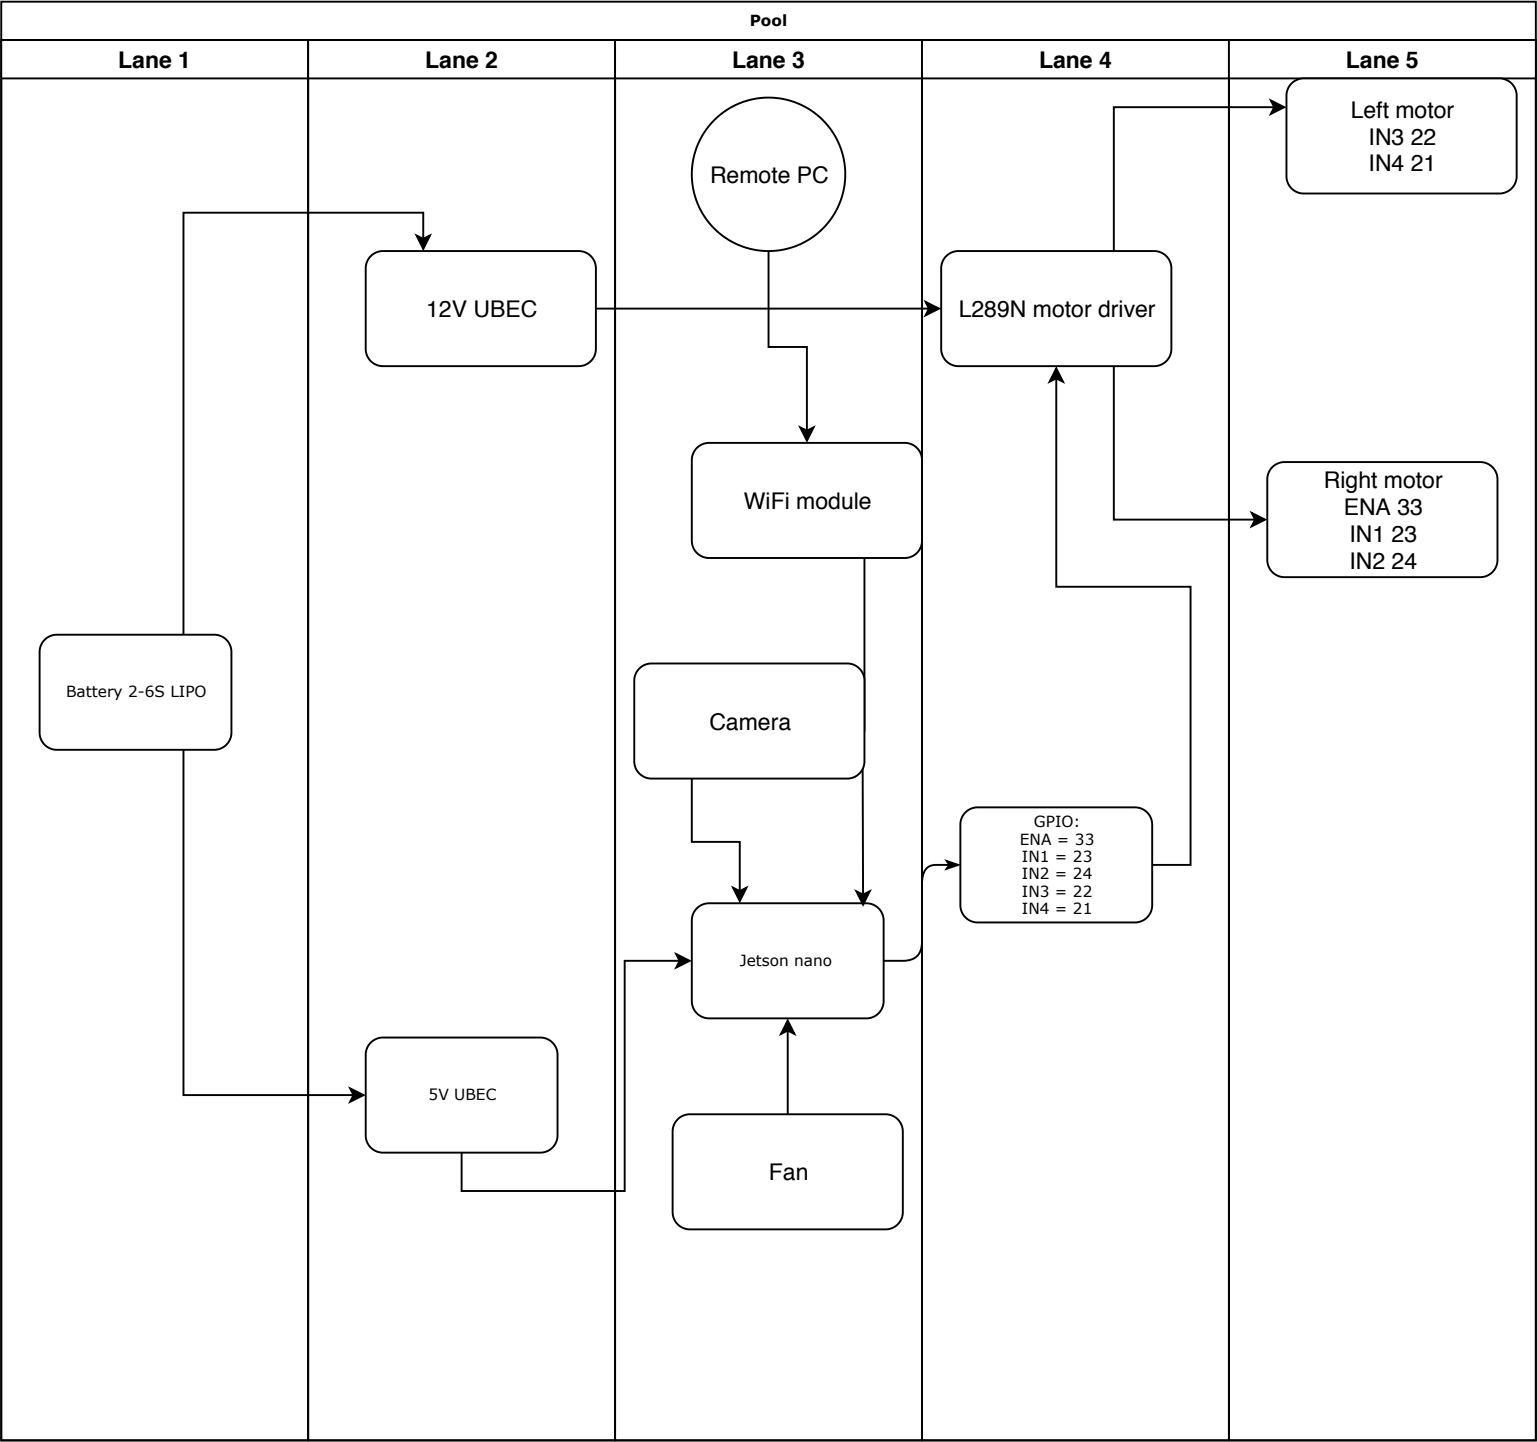 Pool
Lane 1
Lane 2
Lane 3
Lane 4
Lane 5
Left motor
IN3 22
IN4 21
Remote PC
12V UBEC
L289N motor driver
WiFi module
Right motor
ENA 33
IN1 23
IN2 24
Battery 2-6S LIPO
Camera
GPIO:
ENA = 33
IN1 = 23
IN2 = 24
IN3 = 22
IN4 = 21
Jetson nano
5V UBEC
Fan